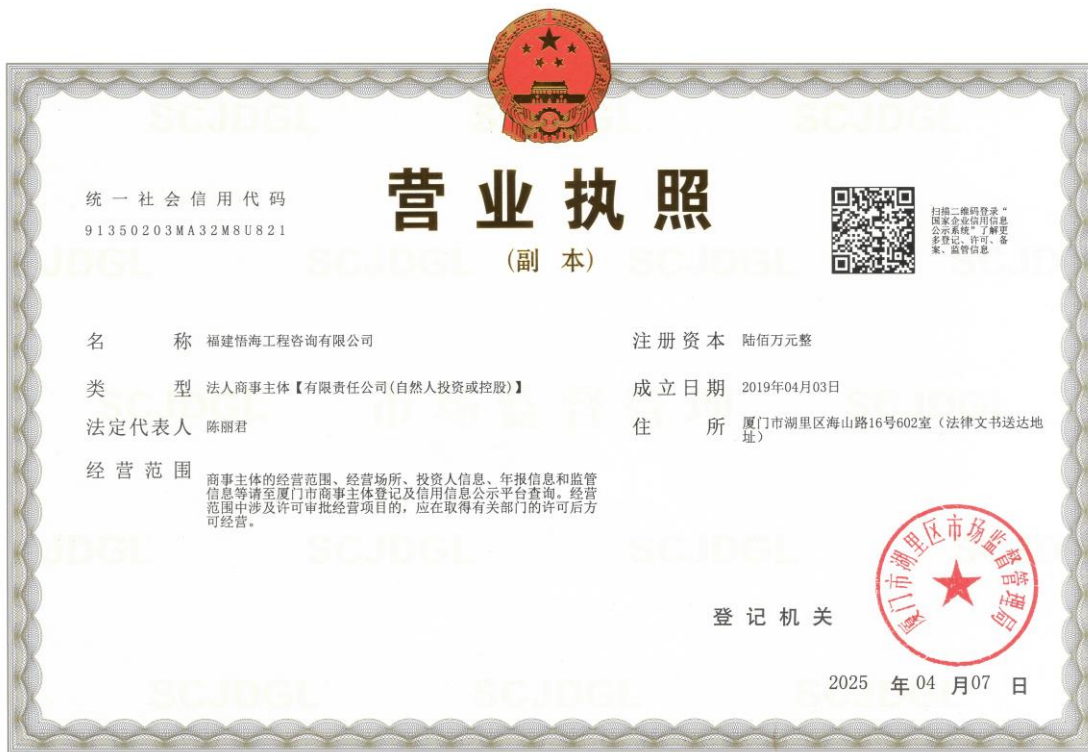 营业执照
(副 本)
统一社会信用代码
91350203MA32M8U821
扫描二维码登录“
国家企业信用信息
公示系统”了解更
多登记、许可、备
案、监管信息
名 称 福建悟海工程咨询有限公司
类 型 法人商事主体【有限责任公司(自然人投资或控股)】
法定代表人 陈丽君
经营范围 商事主体的经营范围、经营场所、投资人信息、年报信息和监管
信息等请至厦门市商事主体登记及信用信息公示平台查询。经营
范围中涉及许可审批经营项目的，应在取得有关部门的许可后方
可经营。
注册资本 陆佰万元整
成立日期 2019年04月03日
住 所 厦门市湖里区海山路16号602室（法律文书送达地
址）
登记机关
厦门市湖里区市场监督管理局
2025 年 04 月 07 日
SCJDGL
市场监督管理